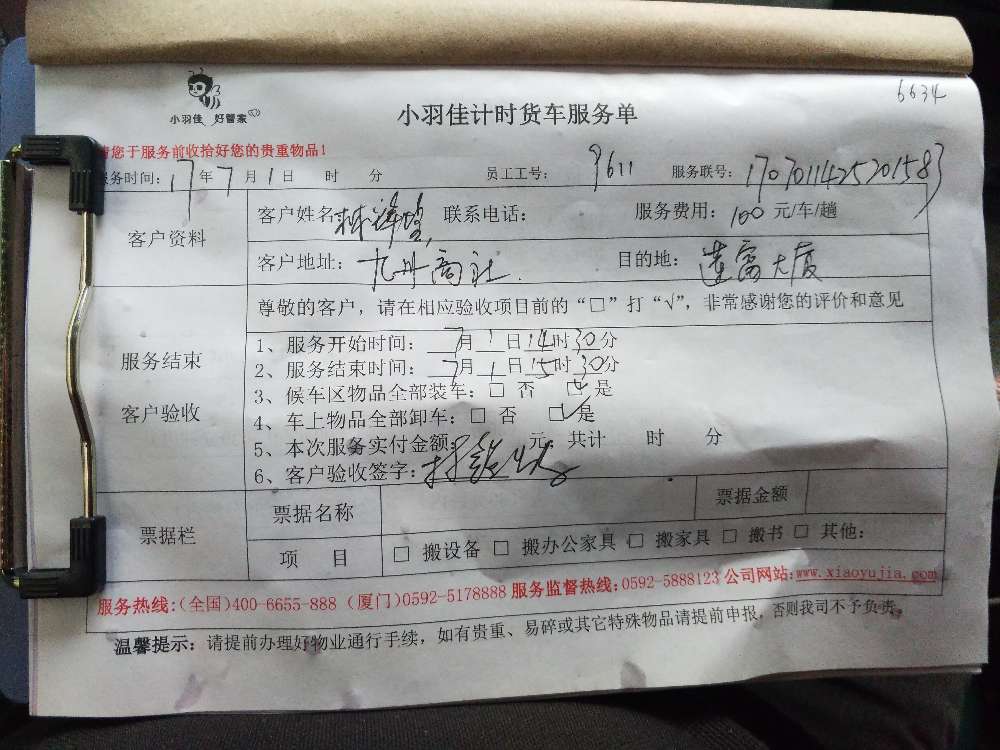 6634
小羽佳 好管家
小羽佳计时货车服务单
请您于服务前收拾好您的贵重物品！
服务时间：17年7月1日 时 分 员工工号：9611 服务联号：1707011425201583
客户资料
客户姓名 林 联系电话： 服务费用：100元/车/趟
客户地址：九牛商社 目的地：莲富大厦
服务结束
客户验收
尊敬的客户，请在相应验收项目前的“□”打“√”，非常感谢您的评价和意见
1、服务开始时间：7月1日14时30分
2、服务结束时间：7月1日15时30分
3、候车区物品全部装车：□ 否 ☑是
4、车上物品全部卸车：□ 否 ☑是
5、本次服务实付金额： 元 共计 时 分
6、客户验收签字：
票据栏
票据名称 票据金额
项 目 □ 搬设备 □ 搬办公家具 □ 搬家具 □ 搬书 □ 其他：
服务热线：(全国)400-6655-888 (厦门)0592-5178888 服务监督热线：0592-5888123 公司网站：www.xiaoyujia.com
温馨提示：请提前办理好物业通行手续，如有贵重、易碎或其它特殊物品请提前申报，否则我司不予负责。